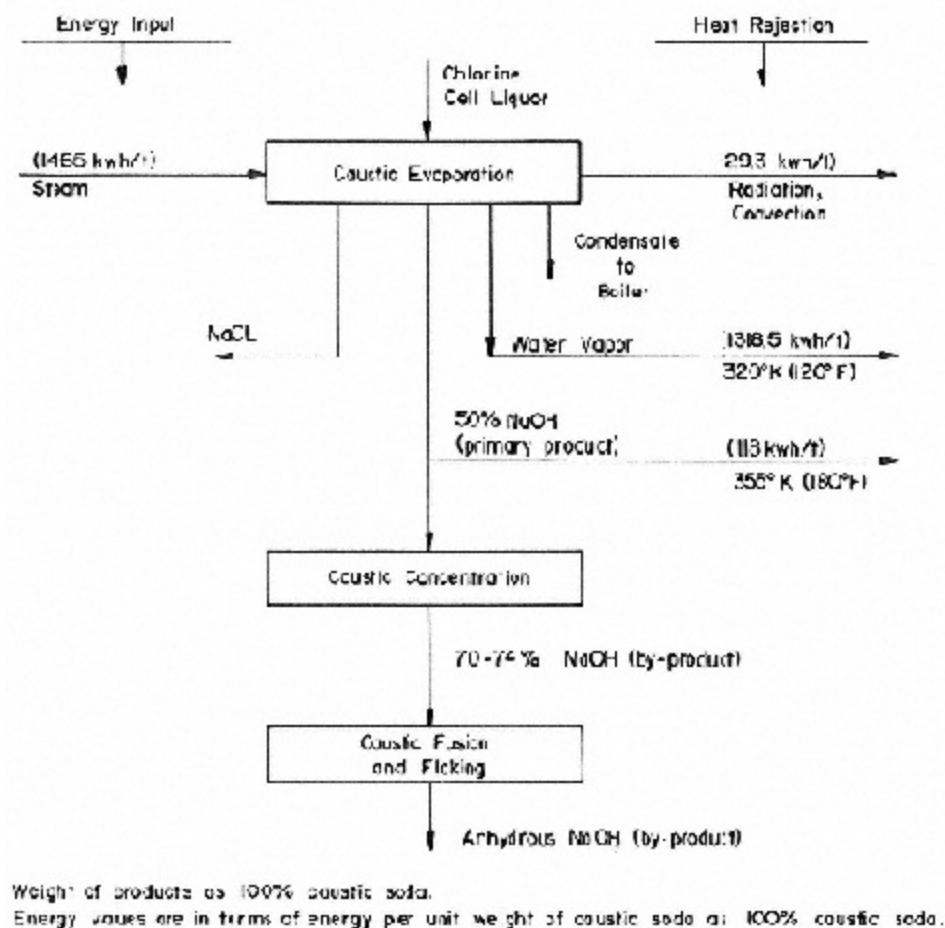 Energy Input
Heat Rejection
Chlorine
Cell Liquor
(1465 kwh/t)
Steam
Caustic Evaporation
29.3 kwh/t)
Radiation,
Convection
Condensate
to
Boiler
NaCL
Water Vapor
(1318.5 kwh/t)
320°K (120°F)
50% NaOH
(primary product)
kwh/t)
355°K (180°F)
Caustic Concentration
70-74% NaOH (by-product)
Caustic Fusion
and Flaking
Anhydrous NaOH (by-product)
Weight of products as 100% caustic soda.
Energy values are in terms of energy per unit weight of caustic soda as 100% caustic soda.